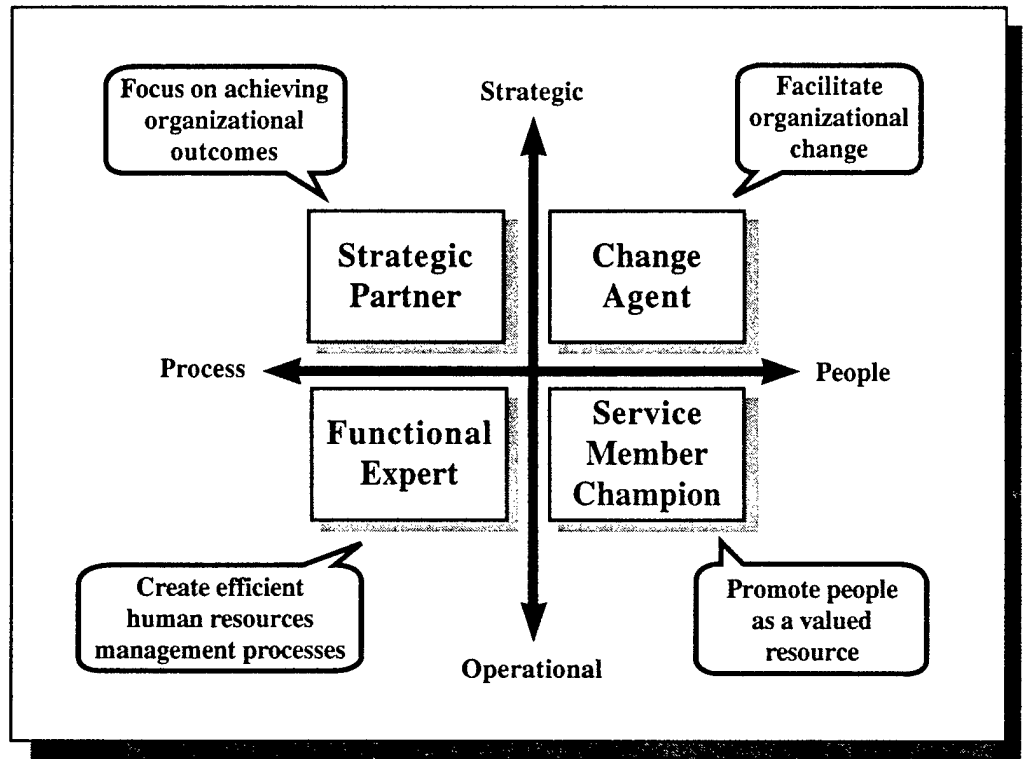 Focus on achieving
organizational
outcomes
Strategic
Facilitate
organizational
change
Strategic
Partner
Change
Agent
Process
People
Functional
Expert
Service
Member
Champion
Create efficient
human resources
management processes
Operational
Promote people
as a valued
resource